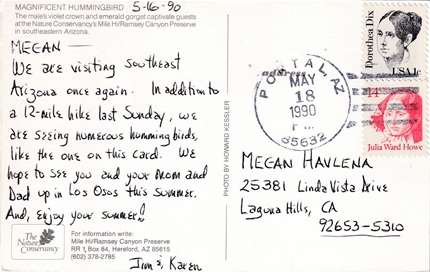 MAGNIFICENT HUMMINGBIRD
5-16-90
The male's violet crown and emerald gorget captivate guests
at the Nature Conservancy's Mile Hi/Ramsey Canyon Preserve
in southeastern Arizona.
MEGAN—
We are visiting southeast
Arizona once again. In addition to
a 12-mile hike last Sunday, we
are seeing numerous hummingbirds,
like the one on this card. We
hope to see you and your mom and
Dad up in Los Osos this summer.
And, enjoy your summer!
Jim & Karen
The
Nature
Conservancy
For information write:
Mile Hi/Ramsey Canyon Preserve
RR 1, Box 84, Hereford, AZ 85615
(602) 378-2785
PHOTO BY HOWARD KESSLER
address
PORTAL, AZ
MAY
18
1990
85632
Dorothea Dix
USA 1c
14
Julia Ward Howe
MEGAN HAVLENA
25381 Linda Vista Drive
Laguna Hills, CA
92653-5310